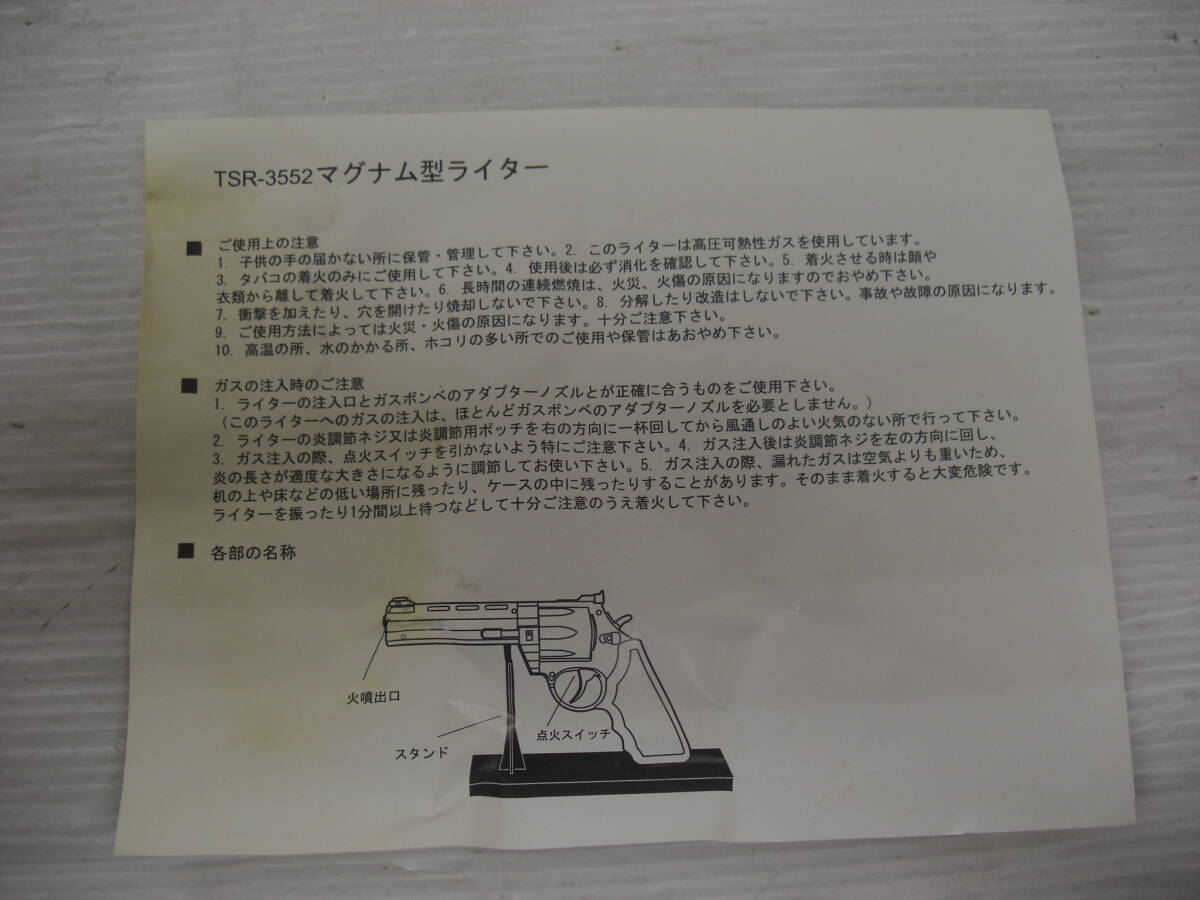 TSR-3552マグナム型ライター
■ ご使用上の注意
1. 子供の手の届かない所に保管・管理して下さい。2. このライターは高圧可熱性ガスを使用しています。
3. タバコの着火のみにご使用して下さい。4. 使用後は必ず消化を確認して下さい。5. 着火させる時は顔や
衣類から離して着火して下さい。6. 長時間の連続燃焼は、火災、火傷の原因になりますのでおやめ下さい。
7. 衝撃を加えたり、穴を開けたり焼却しないで下さい。8. 分解したり改造はしないで下さい。事故や故障の原因になります。
9. ご使用方法によっては火災・火傷の原因になります。十分ご注意下さい。
10. 高温の所、水のかかる所、ホコリの多い所でのご使用や保管はあおやめ下さい。
■ ガスの注入時のご注意
1. ライターの注入口とガスボンベのアダプターノズルとが正確に合うものをご使用下さい。
(このライターへのガスの注入は、ほとんどガスボンベのアダプターノズルを必要としません。)
2. ライターの炎調節ネジ又は炎調節用ポッチを右の方向に一杯回してから風通しのよい火気のない所で行って下さい。
3. ガス注入の際、点火スイッチを引かないよう特にご注意下さい。4. ガス注入後は炎調節ネジを左の方向に回し、
炎の長さが適度な大きさになるように調節してお使い下さい。5. ガス注入の際、漏れたガスは空気よりも重いため、
机の上や床などの低い場所に残ったり、ケースの中に残ったりすることがあります。そのまま着火すると大変危険です。
ライターを振ったり1分間以上待つなどして十分ご注意のうえ着火して下さい。
■ 各部の名称
火噴出口
スタンド
点火スイッチ